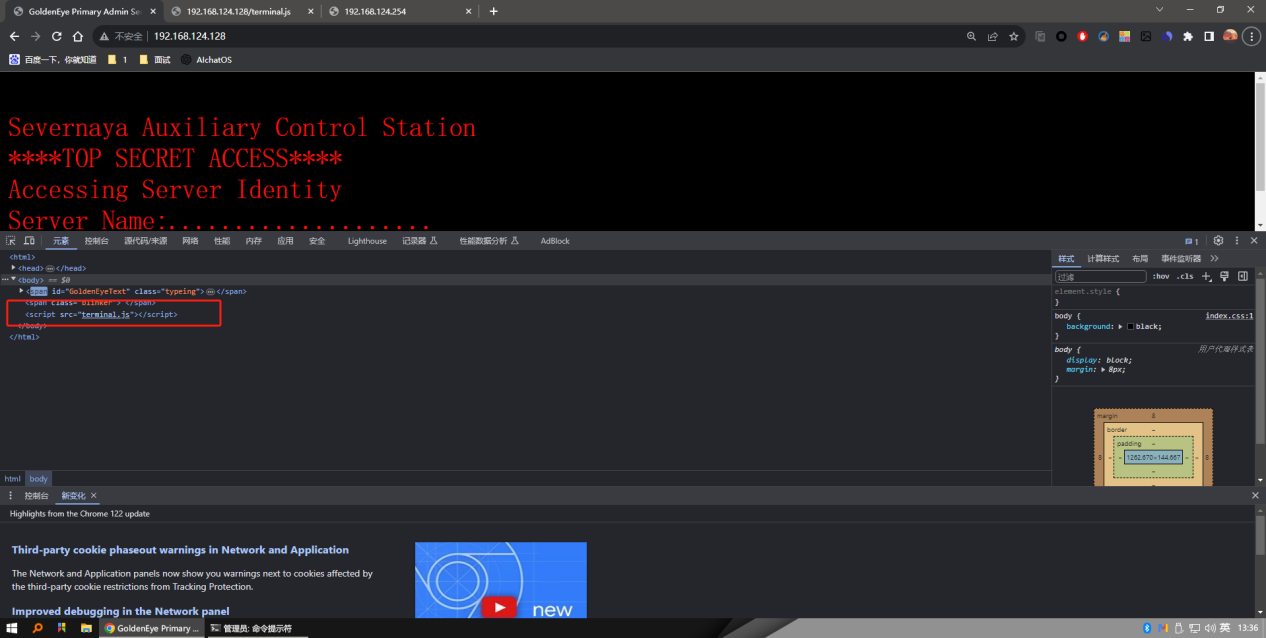 GoldenEye Primary Admin Se
192.168.124.128/terminal.js
192.168.124.254
不安全
192.168.124.128
百度一下，你就知道
1
面试
AIchatOS
Severnaya Auxiliary Control Station
****TOP SECRET ACCESS****
Accessing Server Identity
Server Name:....................
元素 控制台 源代码/来源 网络 性能 内存 应用 安全 Lighthouse 记录器 性能数据分析 AdBlock
1
<html>
<head> </head>
<body> == $0
<span id="GoldenEyeText" class="typeing"> </span>
<span class="blinker"> </span>
<script src="terminal.js"></script>
</body>
</html>
样式 计算样式 布局 事件监听器
过滤
:hov .cls
element.style {
}
body { index.css:1
background: black;
}
body {
display: block;
margin: 8px;
}
margin 8
border –
padding –
8 – – 1262.670×144.667 – – 8
–
–
html body
控制台 新变化
Highlights from the Chrome 122 update
Third-party cookie phaseout warnings in Network and Application
The Network and Application panels now show you warnings next to cookies affected by
the third-party cookie restrictions from Tracking Protection.
Improved debugging in the Network panel
new
GoldenEye Primary ...
管理员: 命令提示符
英
13:36